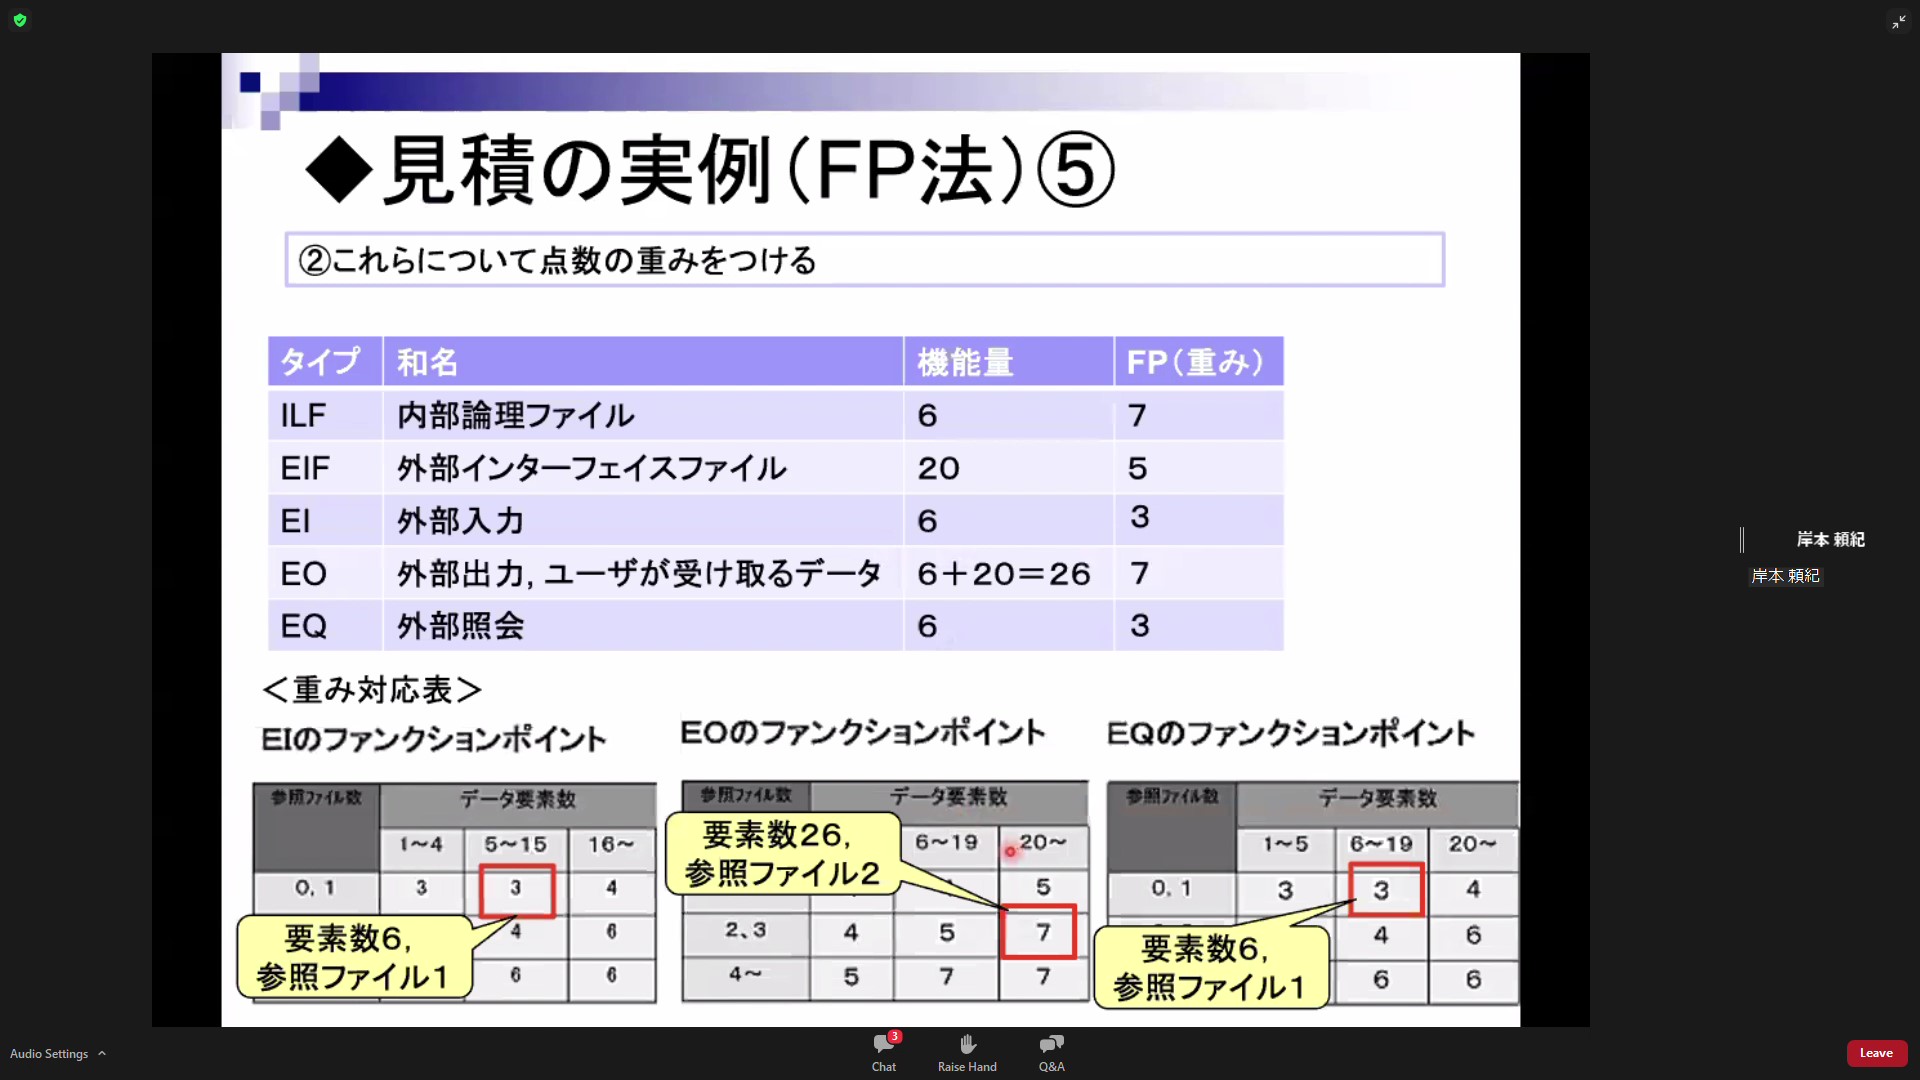 ◆見積の実例(FP法)⑤
②これらについて点数の重みをつける
タイプ 和名 機能量 FP(重み)
ILF 内部論理ファイル 6 7
EIF 外部インターフェイスファイル 20 5
EI 外部入力 6 3
EO 外部出力, ユーザが受け取るデータ 6+20=26 7
EQ 外部照会 6 3
<重み対応表>
EIのファンクションポイント
参照ファイル数 データ要素数
1~4 5~15 16~
0, 1 3 3 4
4 6
6 6
要素数6,
参照ファイル1
EOのファンクションポイント
参照ファイル数 データ要素数
6~19 20~
5
2、3 4 5 7
4~ 5 7 7
要素数26,
参照ファイル2
EQのファンクションポイント
参照ファイル数 データ要素数
1~5 6~19 20~
0, 1 3 3 4
4 6
6 6
要素数6,
参照ファイル1
岸本 頼紀
岸本 頼紀
Audio Settings
3
Chat
Raise Hand
Q&A
Leave